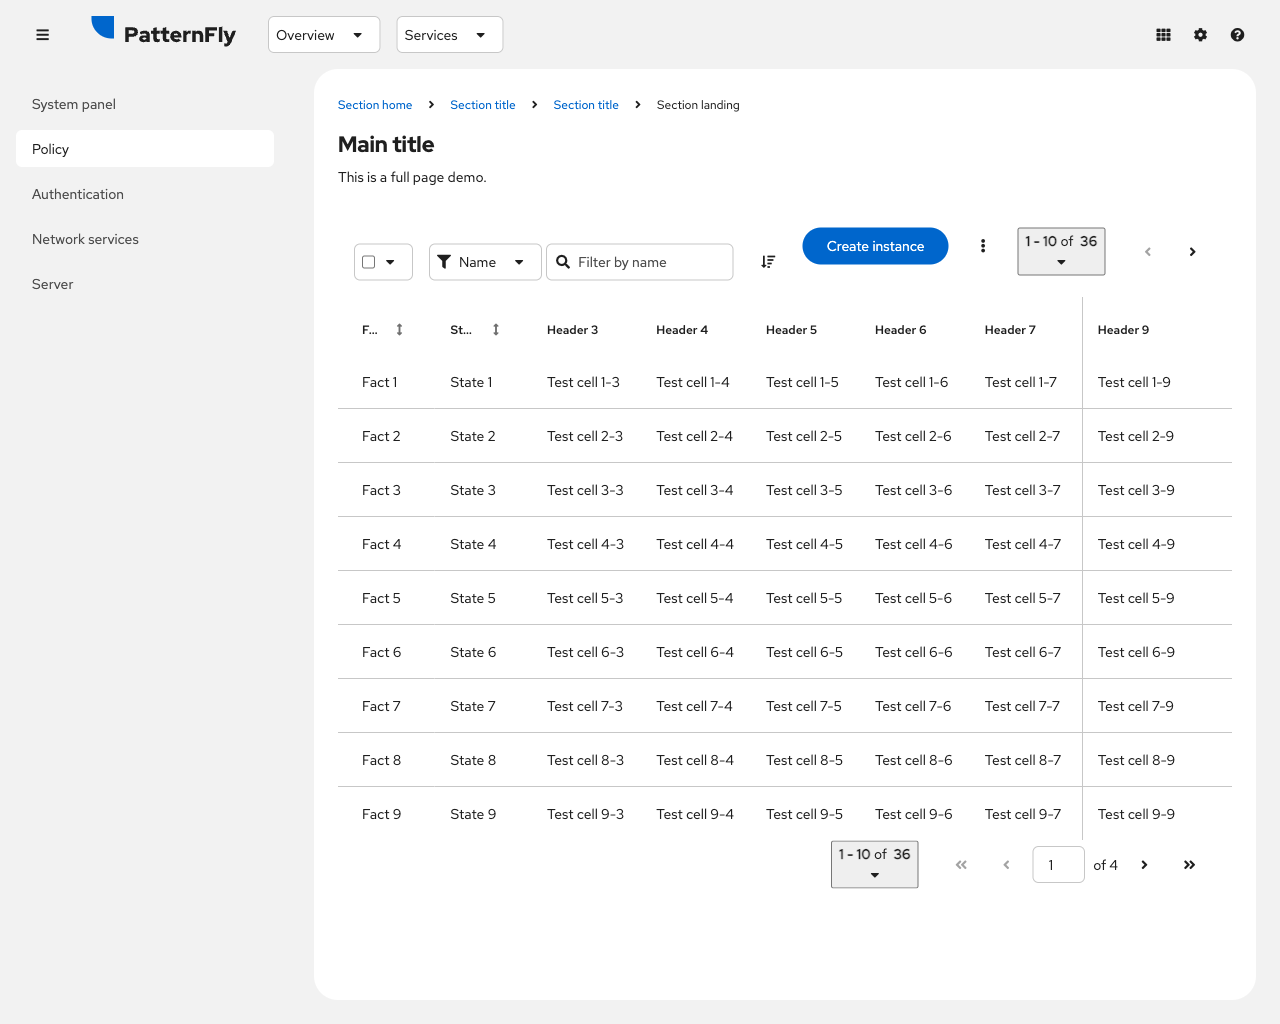 PatternFly Overview Services
System panel
Policy
Authentication
Network services
Server
Section home Section title Section title Section landing
Main title
This is a full page demo.
Name Filter by name Create instance 1 - 10 of 36
F... St... Header 3 Header 4 Header 5 Header 6 Header 7 Header 9
Fact 1 State 1 Test cell 1-3 Test cell 1-4 Test cell 1-5 Test cell 1-6 Test cell 1-7 Test cell 1-9
Fact 2 State 2 Test cell 2-3 Test cell 2-4 Test cell 2-5 Test cell 2-6 Test cell 2-7 Test cell 2-9
Fact 3 State 3 Test cell 3-3 Test cell 3-4 Test cell 3-5 Test cell 3-6 Test cell 3-7 Test cell 3-9
Fact 4 State 4 Test cell 4-3 Test cell 4-4 Test cell 4-5 Test cell 4-6 Test cell 4-7 Test cell 4-9
Fact 5 State 5 Test cell 5-3 Test cell 5-4 Test cell 5-5 Test cell 5-6 Test cell 5-7 Test cell 5-9
Fact 6 State 6 Test cell 6-3 Test cell 6-4 Test cell 6-5 Test cell 6-6 Test cell 6-7 Test cell 6-9
Fact 7 State 7 Test cell 7-3 Test cell 7-4 Test cell 7-5 Test cell 7-6 Test cell 7-7 Test cell 7-9
Fact 8 State 8 Test cell 8-3 Test cell 8-4 Test cell 8-5 Test cell 8-6 Test cell 8-7 Test cell 8-9
Fact 9 State 9 Test cell 9-3 Test cell 9-4 Test cell 9-5 Test cell 9-6 Test cell 9-7 Test cell 9-9
1 - 10 of 36 1 of 4